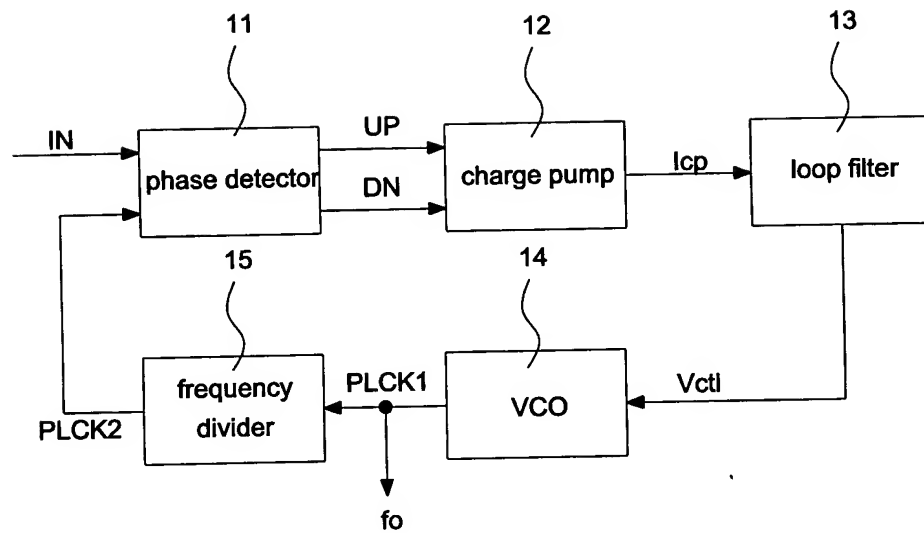 11
12
13
IN
UP
DN
phase detector
charge pump
Icp
loop filter
15
14
frequency
divider
PLCK1
VCO
Vctl
PLCK2
fo